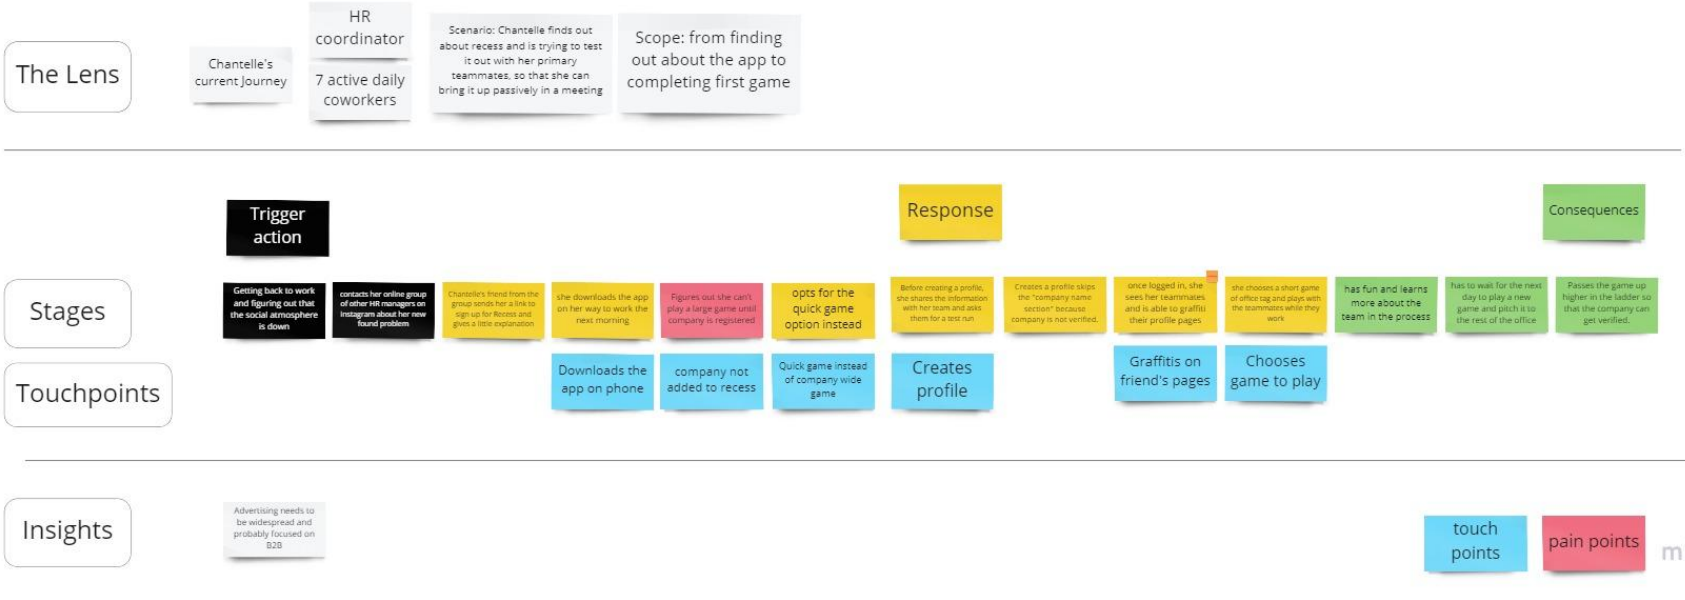 The Lens
Chantelle's
current Journey
HR
coordinator
7 active daily
coworkers
Scenario: Chantelle finds out
about recess and is trying to test
it out with her primary
teammates, so that she can
bring it up passively in a meeting
Scope: from finding
out about the app to
completing first game
Trigger
action
Response
Consequences
Stages
Getting back to work
and figuring out that
the social atmosphere
is down
contacts her online group
of other HR managers on
Instagram about her new
found problem
Chantelle's friend from the
group sends her a link to
sign up for Recess and
gives a little explanation
she downloads the app
on her way to work the
next morning
Figures out she can't
play a large game until
company is registered
opts for the
quick game
option instead
Before creating a profile,
she shares the information
with her team and asks
them for a test run
Creates a profile skips
the "company name
section" because
company is not verified.
once logged in, she
sees her teammates
and is able to graffiti
their profile pages
she chooses a short game
of office tag and plays with
the teammates while they
work
has fun and learns
more about the
team in the process
has to wait for the next
day to play a new
game and pitch it to
the rest of the office
Passes the game up
higher in the ladder so
that the company can
get verified.
Touchpoints
Downloads the
app on phone
company not
added to recess
Quick game instead
of company wide
game
Creates
profile
Graffitis on
friend's pages
Chooses
game to play
Insights
Advertising needs to
be widespread and
probably focused on
B2B
touch
points
pain points
m